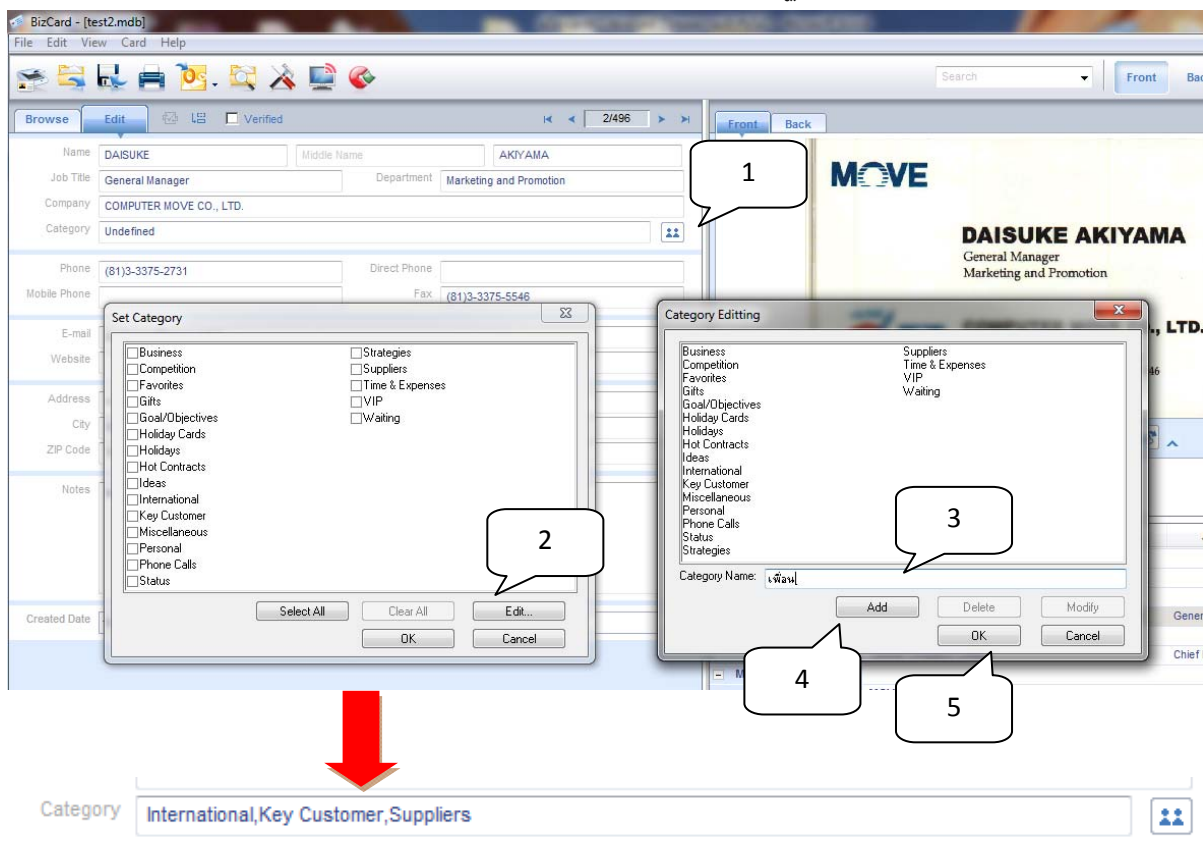 BizCard - [test2.mdb]
File Edit View Card Help
Search
Front
Browse Edit Verified 2/496
Front Back
Name DAISUKE Middle Name AKIYAMA
Job Title General Manager Department Marketing and Promotion
Company COMPUTER MOVE CO., LTD.
Category Undefined
Phone (81)3-3375-2731 Direct Phone
Mobile Phone Fax (81)3-3375-5546
E-mail
Website
Address
City
ZIP Code
Notes
Created Date
1
MOVE
DAISUKE AKIYAMA
General Manager
Marketing and Promotion
., LTD.
46
Set Category
Business
Competition
Favorites
Gifts
Goal/Objectives
Holiday Cards
Holidays
Hot Contracts
Ideas
International
Key Customer
Miscellaneous
Personal
Phone Calls
Status
Strategies
Suppliers
Time & Expenses
VIP
Waiting
2
Select All Clear All Edit...
OK Cancel
Category Editting
Business
Competition
Favorites
Gifts
Goal/Objectives
Holiday Cards
Holidays
Hot Contracts
Ideas
International
Key Customer
Miscellaneous
Personal
Phone Calls
Status
Strategies
Suppliers
Time & Expenses
VIP
Waiting
3
Category Name: เพื่อน
Add Delete Modify
OK Cancel
4
5
Category International,Key Customer,Suppliers